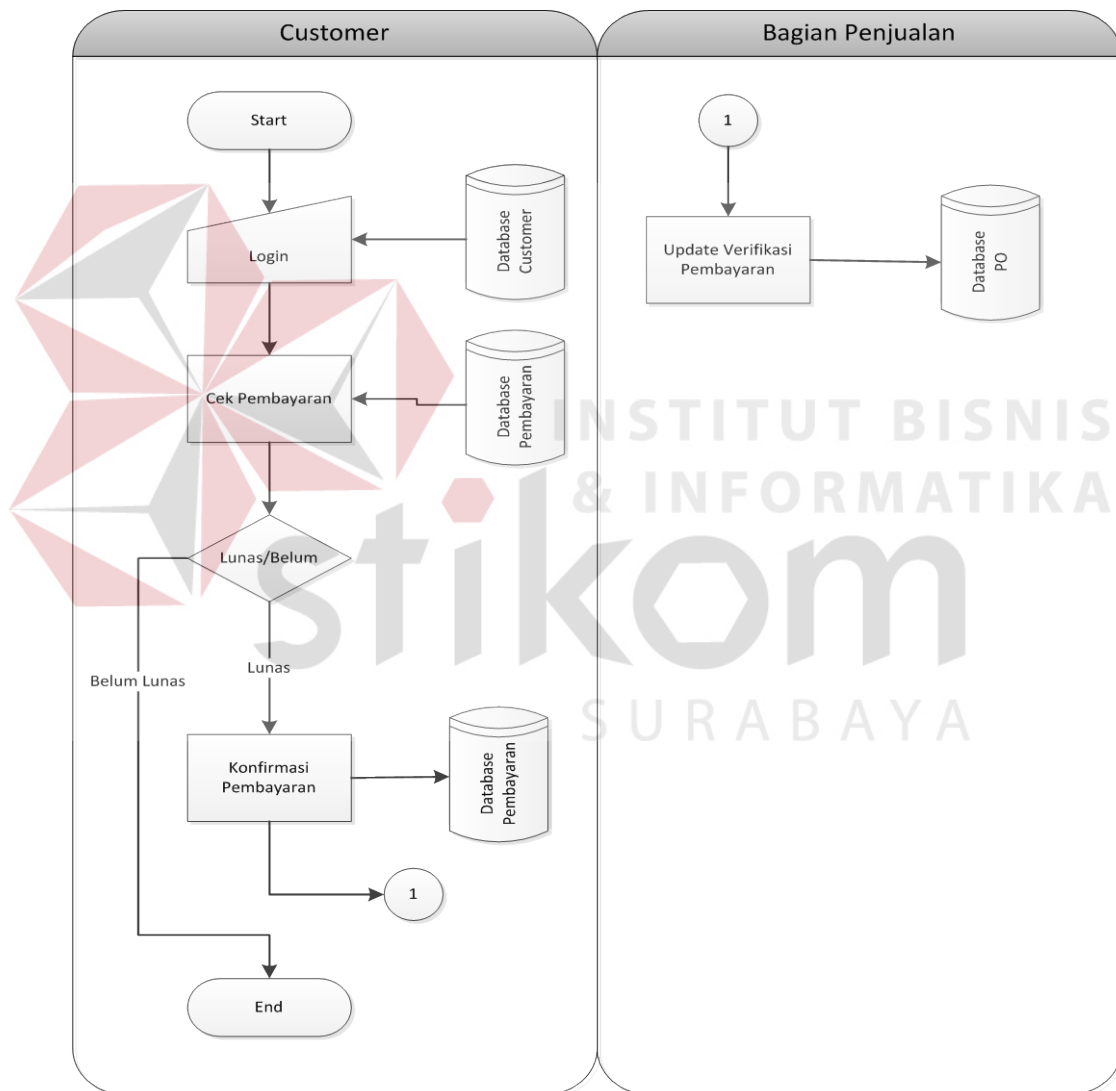 Customer
Bagian Penjualan
Start
Login
Database
Customer
Cek Pembayaran
Database
Pembayaran
Lunas/Belum
Belum Lunas
Lunas
Konfirmasi
Pembayaran
Database
Pembayaran
1
End
1
Update Verifikasi
Pembayaran
Database
PO
INSTITUT BISNIS
& INFORMATIKA
stikom
SURABAYA